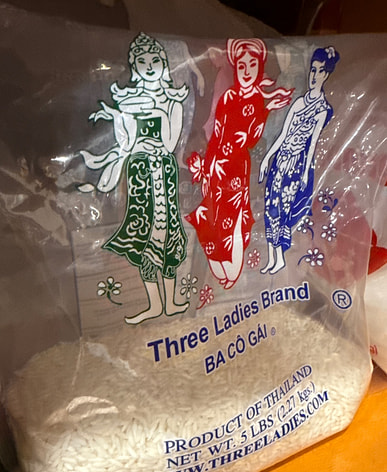 Three Ladies Brand ®
BA CÔ GÁI ®
PRODUCT OF THAILAND
NET WT. 5 LBS. (2.27 kgs.)
WWW.THREELADIES.COM